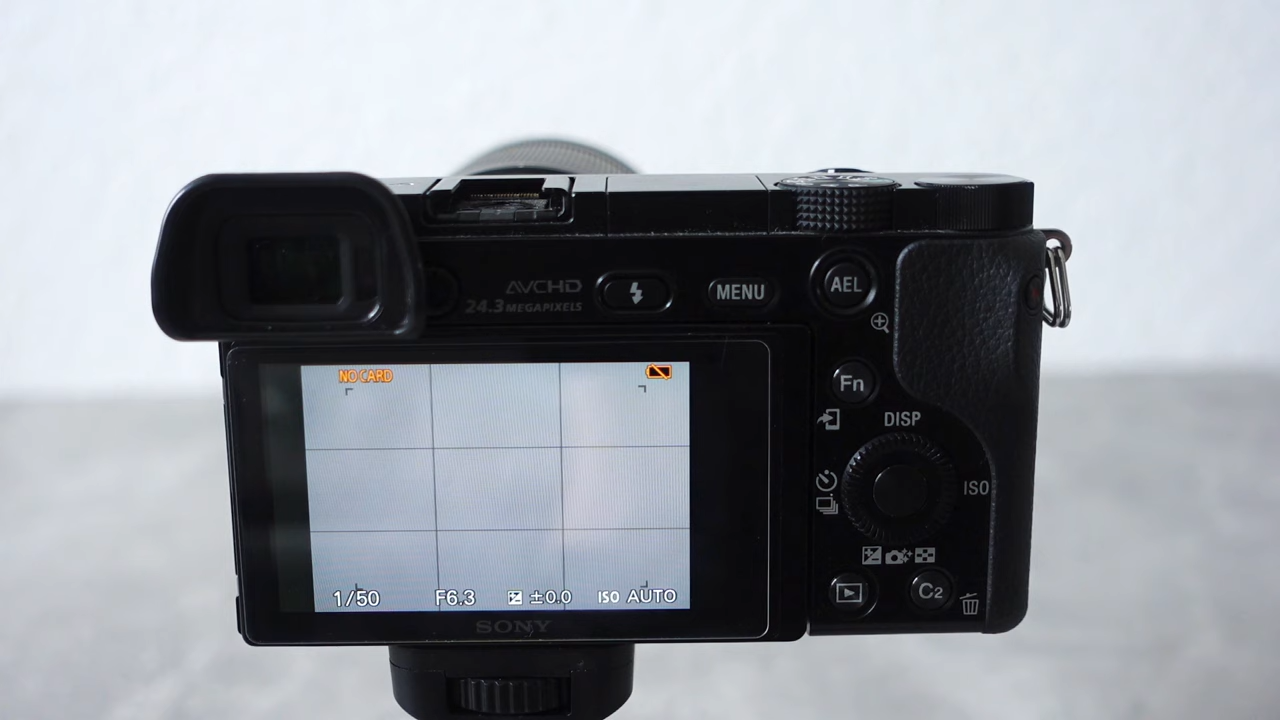 AVCHD
24.3 MEGAPIXELS
MENU
AEL
Fn
DISP
ISO
C2
NO CARD
1/50 F6.3 ±0.0 ISO AUTO
SONY